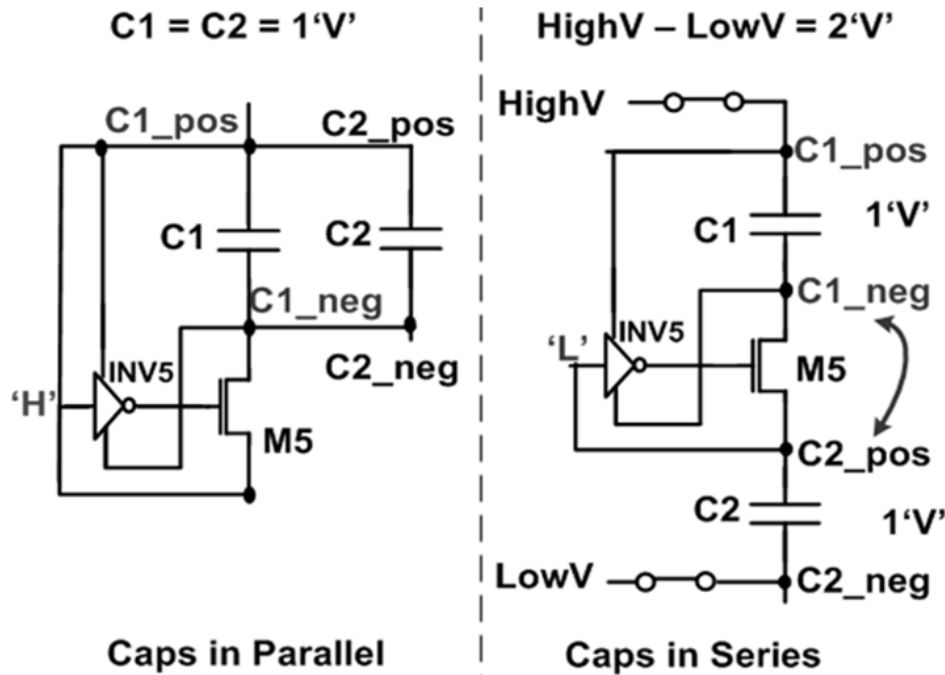 C1 = C2 = 1‘V’
C1_pos
C2_pos
C1
C2
C1_neg
C2_neg
INV5
‘H’
M5
Caps in Parallel
HighV – LowV = 2‘V’
HighV
C1_pos
C1
1‘V’
C1_neg
INV5
‘L’
M5
C2_pos
C2
1‘V’
LowV
C2_neg
Caps in Series